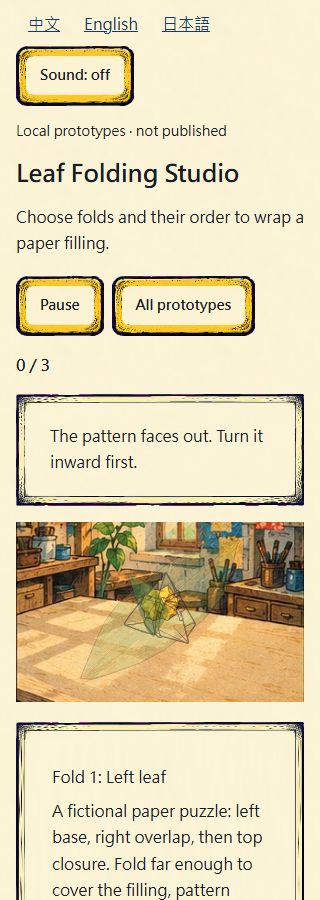 中文 English 日本語
Sound: off
Local prototypes · not published
Leaf Folding Studio
Choose folds and their order to wrap a
paper filling.
Pause All prototypes
0 / 3
The pattern faces out. Turn it
inward first.
Fold 1: Left leaf
A fictional paper puzzle: left
base, right overlap, then top
closure. Fold far enough to
cover the filling, pattern